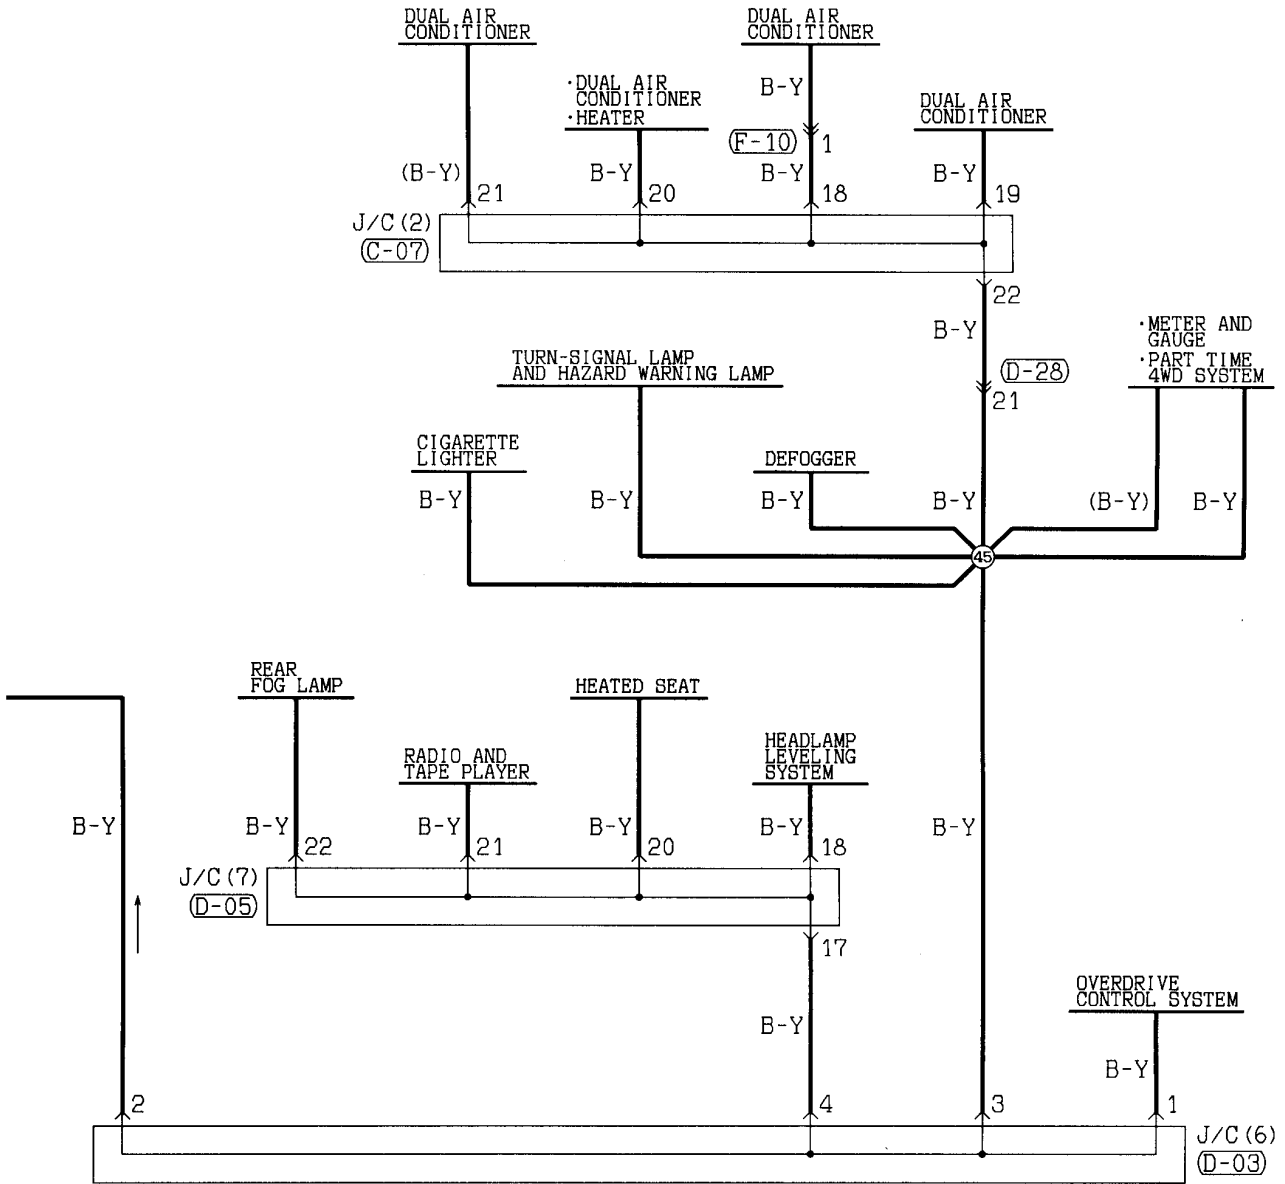 DUAL AIR
CONDITIONER
DUAL AIR
CONDITIONER
·DUAL AIR
CONDITIONER
·HEATER
B-Y
DUAL AIR
CONDITIONER
(F-10)
1
(B-Y)
21
B-Y
20
B-Y
18
B-Y
19
J/C(2)
(C-07)
22
B-Y
·METER AND
GAUGE
·PART TIME
4WD SYSTEM
TURN-SIGNAL LAMP
AND HAZARD WARNING LAMP
(D-28)
21
CIGARETTE
LIGHTER
DEFOGGER
B-Y
B-Y
B-Y
B-Y
(B-Y)
B-Y
45
REAR
FOG LAMP
HEATED SEAT
RADIO AND
TAPE PLAYER
HEADLAMP
LEVELING
SYSTEM
B-Y
B-Y
22
B-Y
21
B-Y
20
B-Y
18
B-Y
J/C(7)
(D-05)
17
B-Y
OVERDRIVE
CONTROL SYSTEM
B-Y
2
4
3
1
J/C(6)
(D-03)